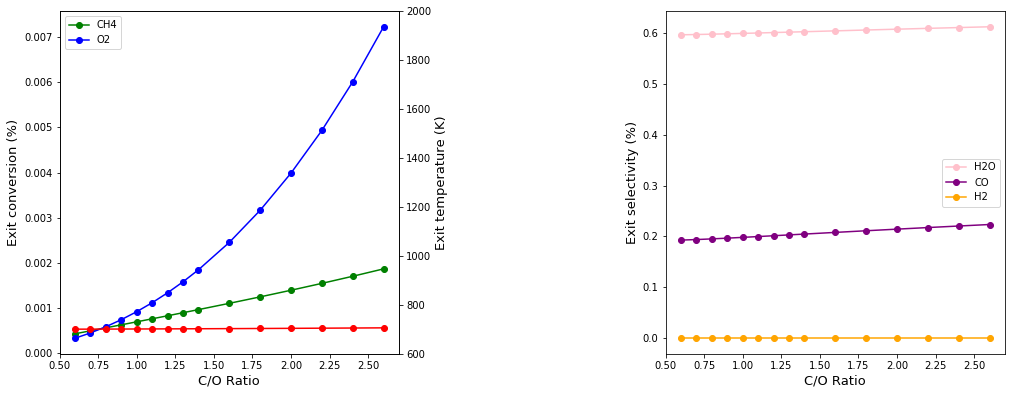 CH4
O2
0.007
0.006
0.005
0.004
0.003
0.002
0.001
0.000
Exit conversion (%)
2000
1800
1600
1400
1200
1000
800
600
Exit temperature (K)
0.50 0.75 1.00 1.25 1.50 1.75 2.00 2.25 2.50
C/O Ratio
0.6
0.5
0.4
0.3
0.2
0.1
0.0
Exit selectivity (%)
H2O
CO
H2
0.50 0.75 1.00 1.25 1.50 1.75 2.00 2.25 2.50
C/O Ratio